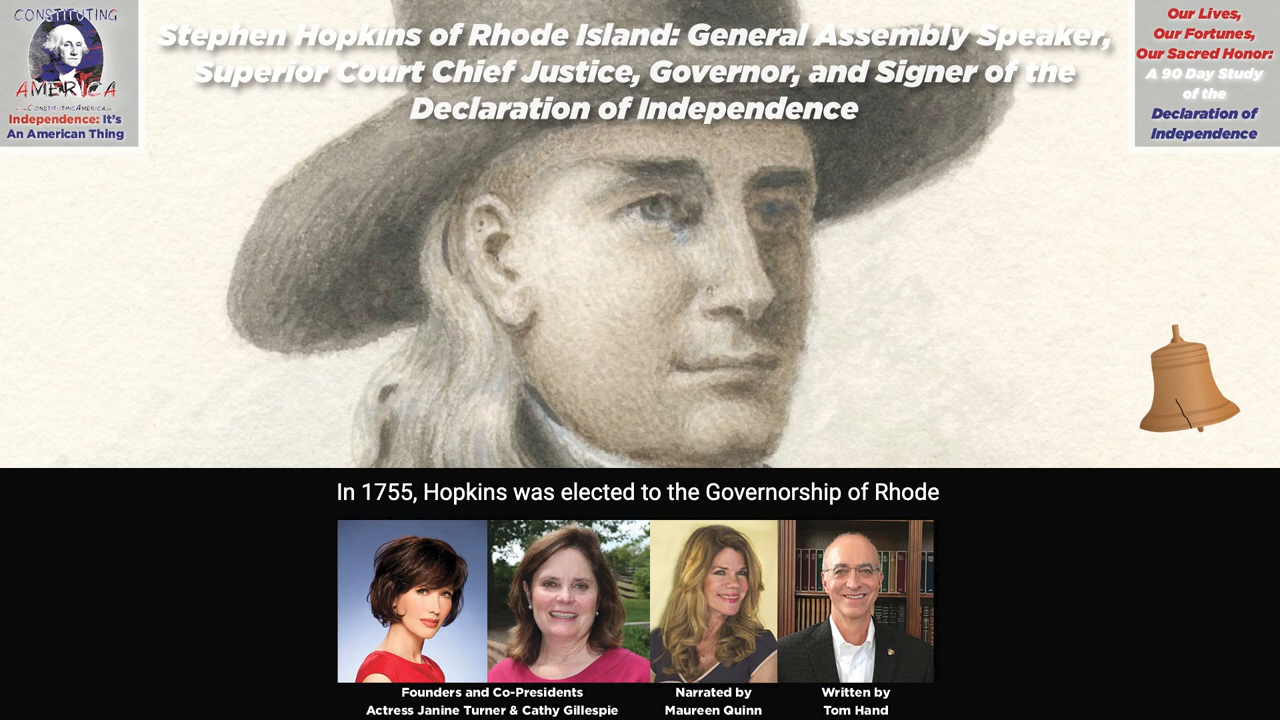 CONSTITUTING
AMERICA
www.ConstitutingAmerica.org
Independence: It's
An American Thing
Stephen Hopkins of Rhode Island: General Assembly Speaker,
Superior Court Chief Justice, Governor, and Signer of the
Declaration of Independence
Our Lives,
Our Fortunes,
Our Sacred Honor:
A 90 Day Study
of the
Declaration of
Independence
In 1755, Hopkins was elected to the Governorship of Rhode
Founders and Co-Presidents
Actress Janine Turner & Cathy Gillespie
Narrated by
Maureen Quinn
Written by
Tom Hand